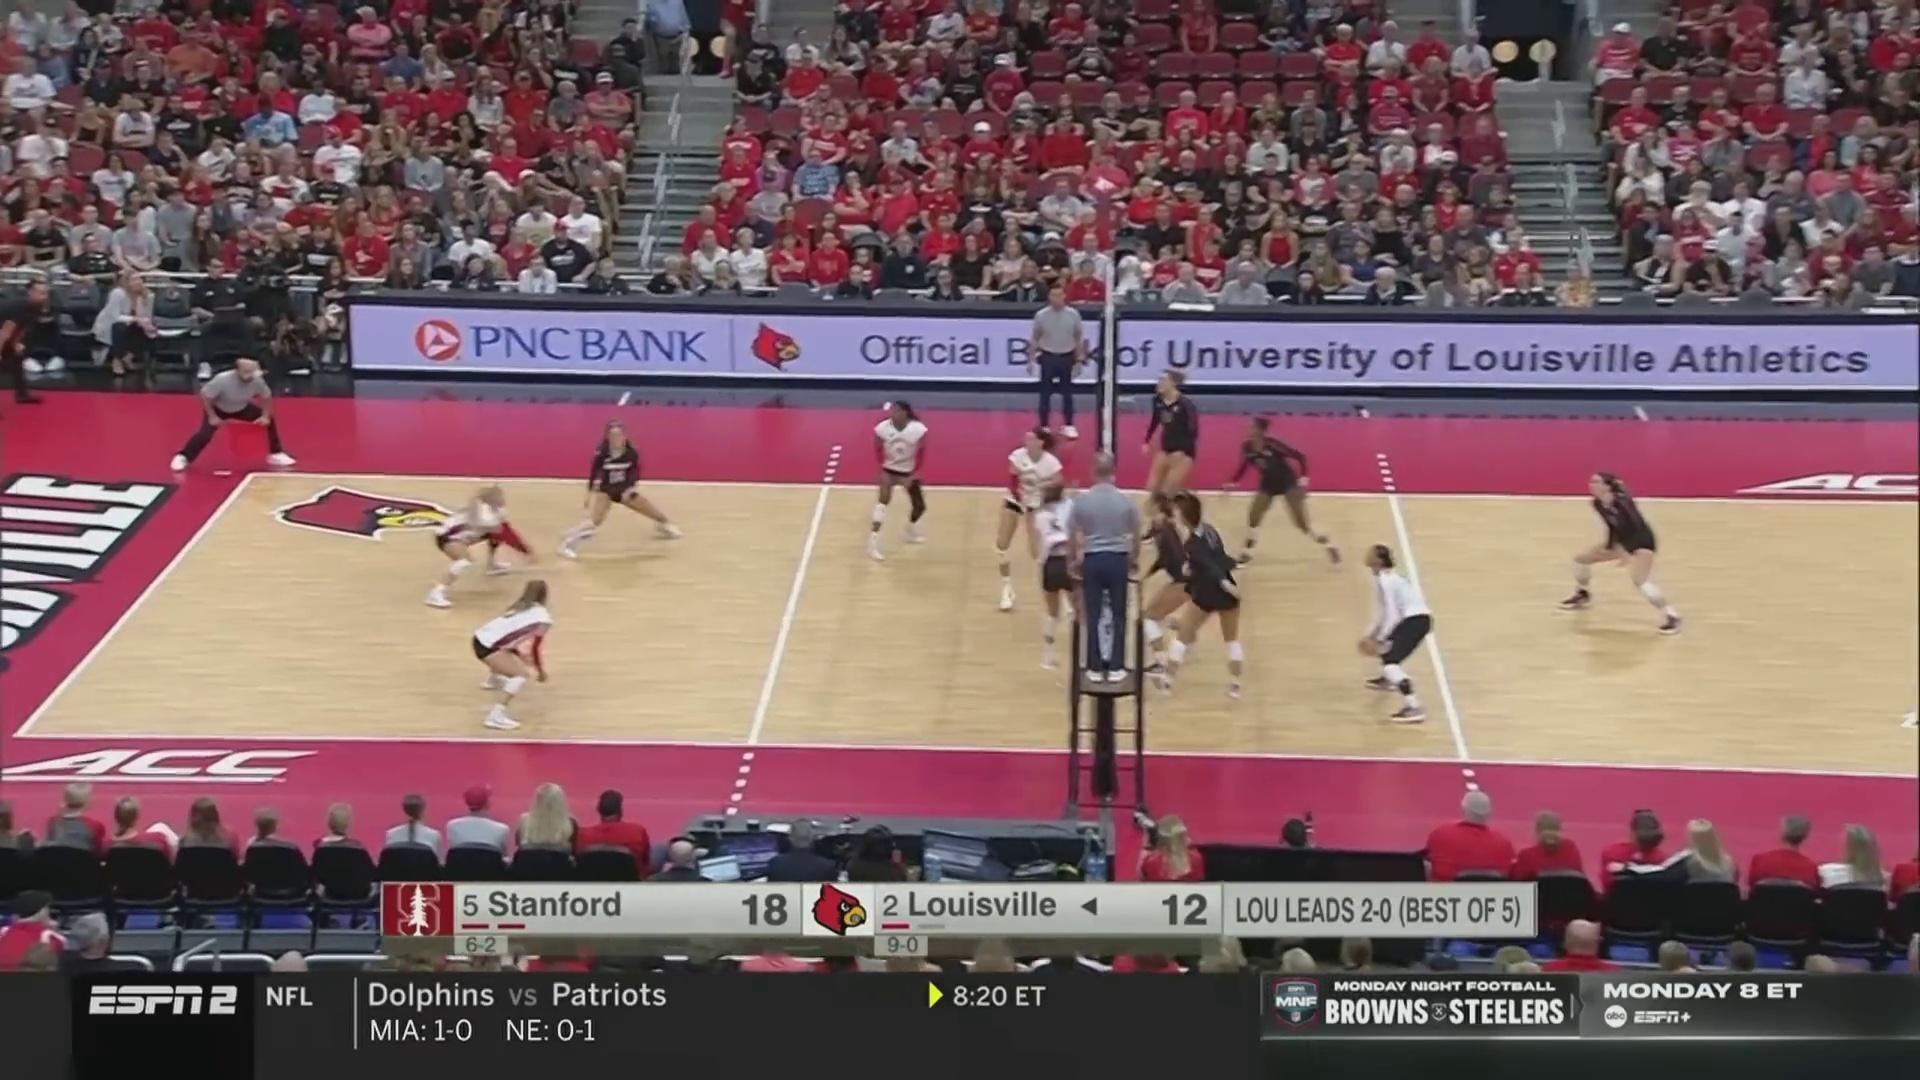 PNC BANK
Official B k of University of Louisville Athletics
ACC
ACC
5 Stanford 18
6-2
2 Louisville ◀ 12
9-0
LOU LEADS 2-0 (BEST OF 5)
ESPN 2
NFL
Dolphins vs Patriots
MIA: 1-0 NE: 0-1
8:20 ET
MNF
MONDAY NIGHT FOOTBALL
BROWNS STEELERS
MONDAY 8 ET
abc ESPN+